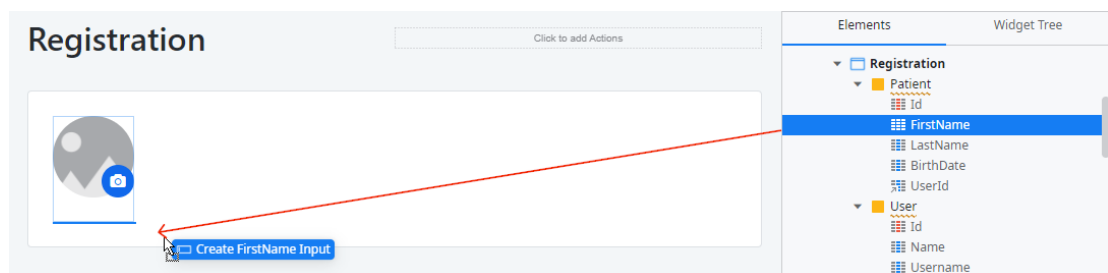 Registration
Click to add Actions
Create FirstName Input
Elements
Widget Tree
Registration
Patient
Id
FirstName
LastName
BirthDate
UserId
User
Id
Name
Username